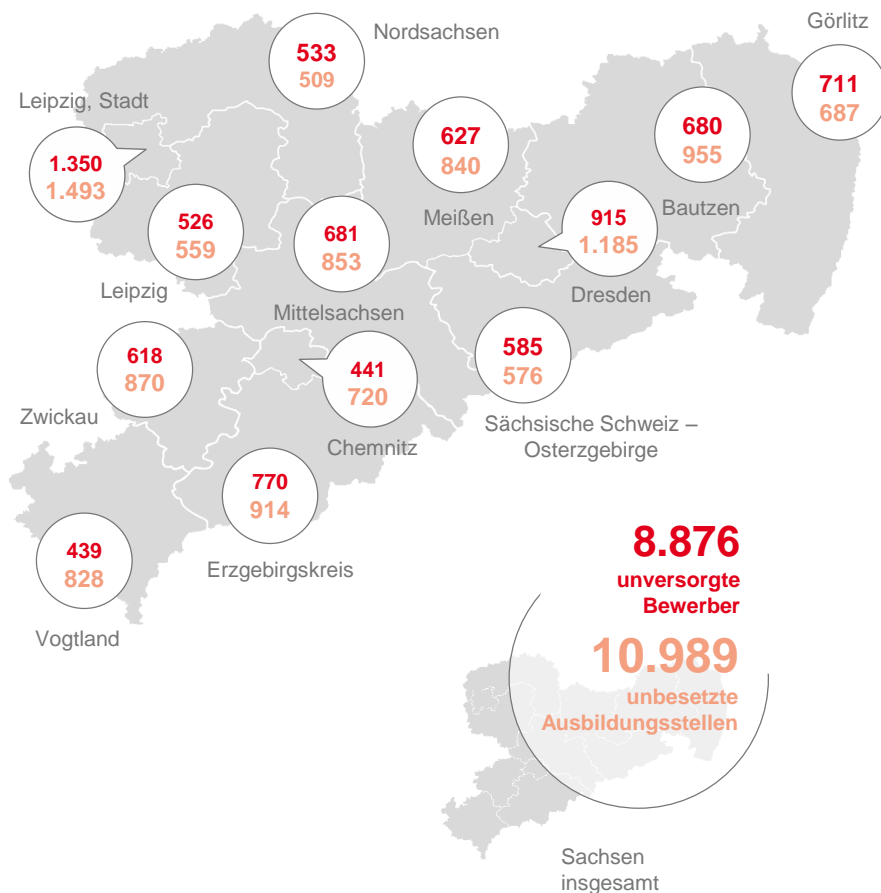 Nordsachsen
533
509
Görlitz
711
687
Leipzig, Stadt
1.350
1.493
627
840
Meißen
680
955
Bautzen
526
559
Leipzig
681
853
Mittelsachsen
915
1.185
Dresden
618
870
Zwickau
441
720
Chemnitz
585
576
Sächsische Schweiz –
Osterzgebirge
770
914
Erzgebirgskreis
439
828
Vogtland
8.876
unversorgte
Bewerber
10.989
unbesetzte
Ausbildungsstellen
Sachsen
insgesamt